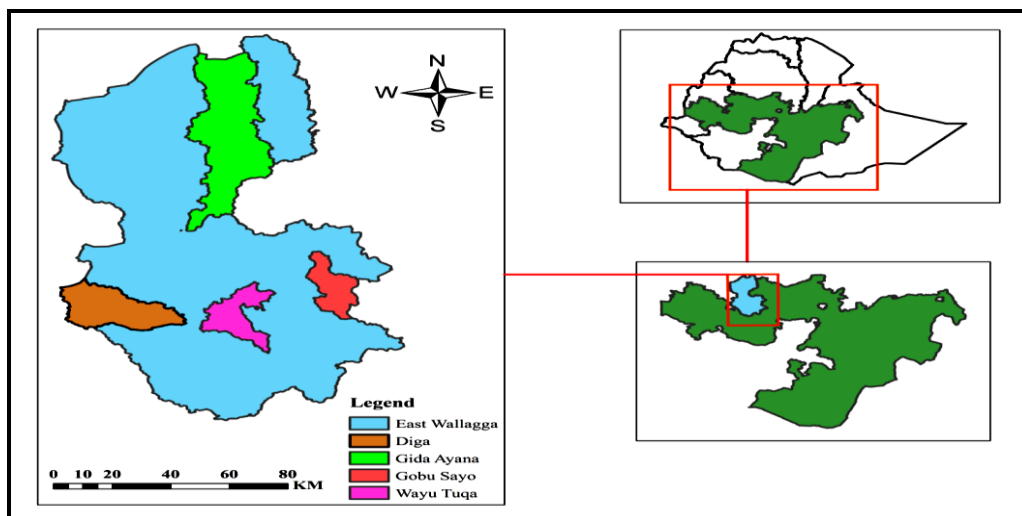 N
W E
S
Legend
East Wallagga
Diga
Gida Ayana
Gobu Sayo
Wayu Tuqa
0 10 20 40 60 80
KM